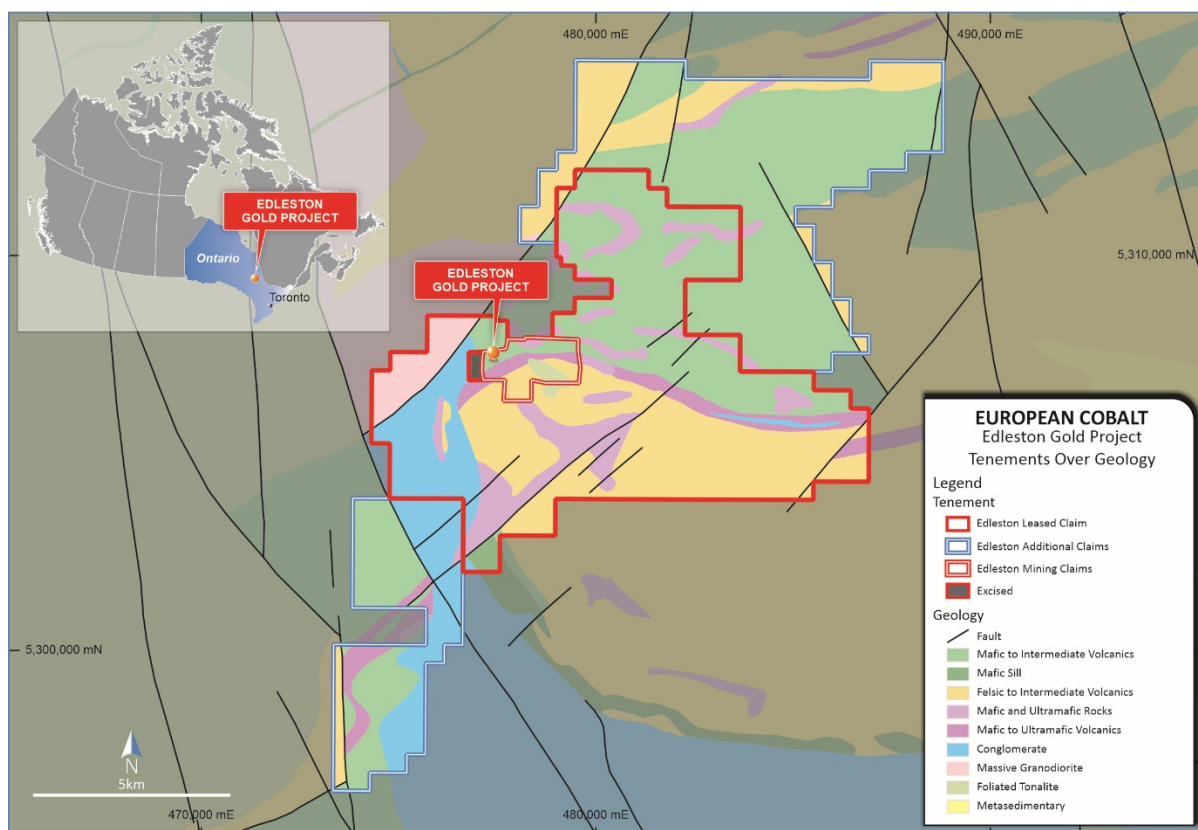 480,000 mE
490,000 mE
EDLESTON
GOLD PROJECT
Ontario
Toronto
5,310,000 mN
EDLESTON
GOLD PROJECT
EUROPEAN COBALT
Edleston Gold Project
Tenements Over Geology
Legend
Tenement
Edleston Leased Claim
Edleston Additional Claims
Edleston Mining Claims
Excised
Geology
Fault
Mafic to Intermediate Volcanics
Mafic Sill
Felsic to Intermediate Volcanics
Mafic and Ultramafic Rocks
Mafic to Ultramafic Volcanics
Conglomerate
Massive Granodiorite
Foliated Tonalite
Metasedimentary
5,300,000 mN
N
5km
470,000 mE
480,000 mE